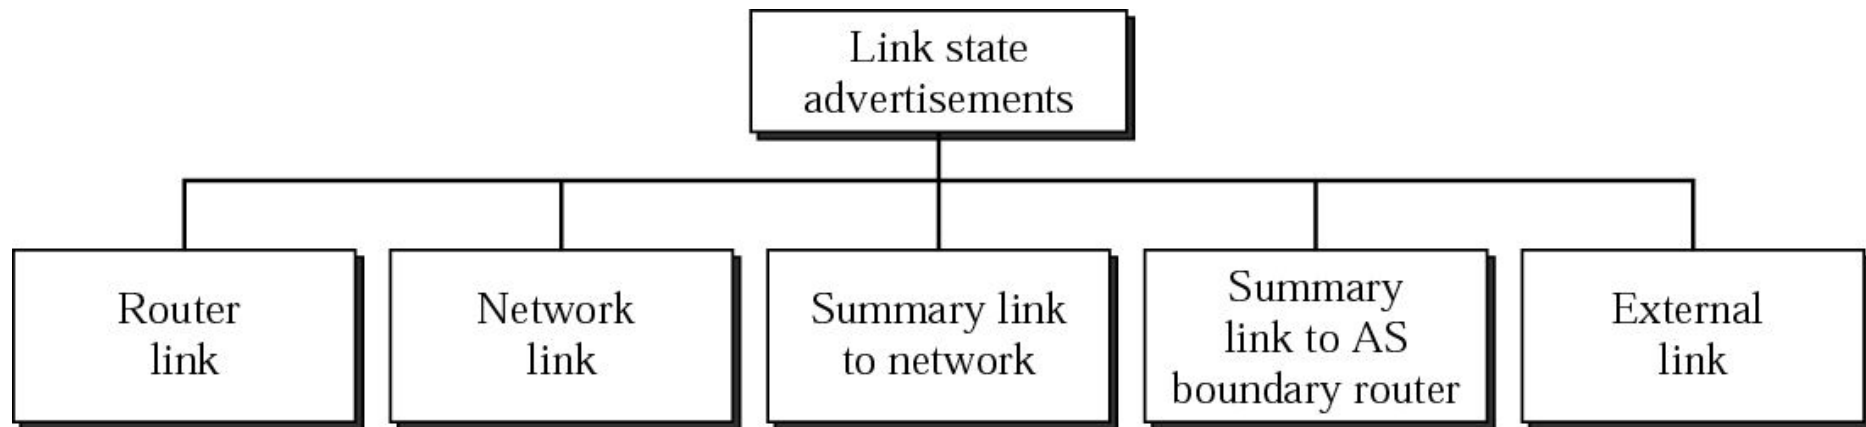 Link state
advertisements
Router
link
Network
link
Summary link
to network
Summary
link to AS
boundary router
External
link